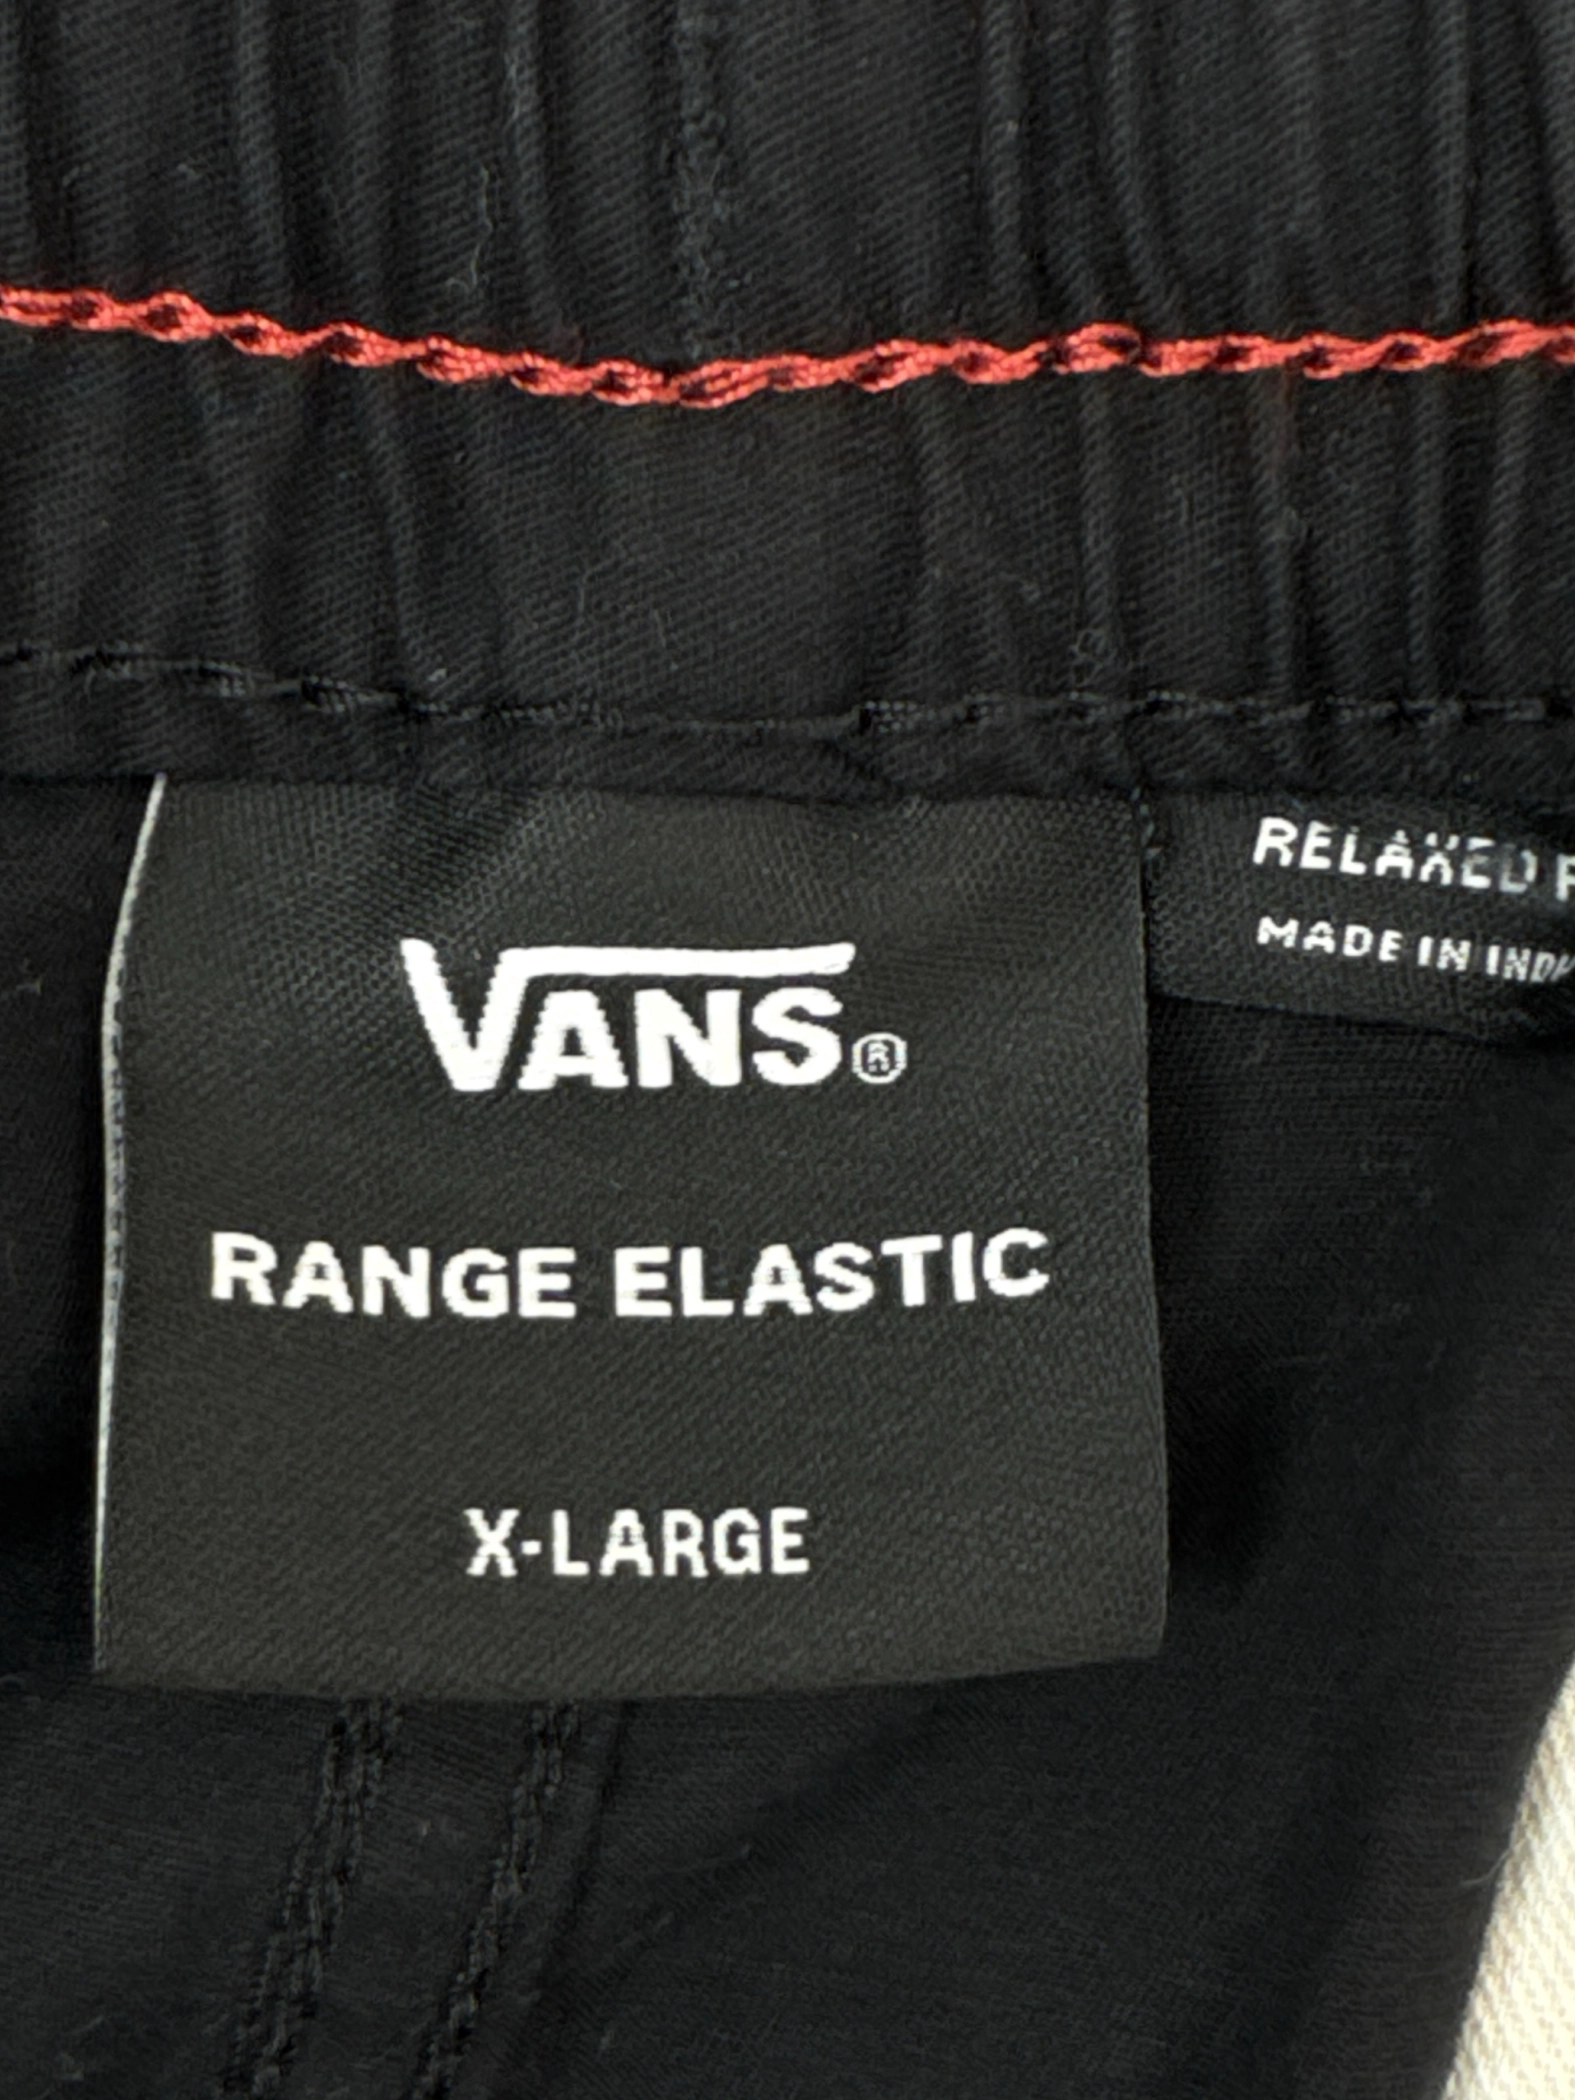 VANS®
RANGE ELASTIC
X-LARGE
RELAXED
MADE IN